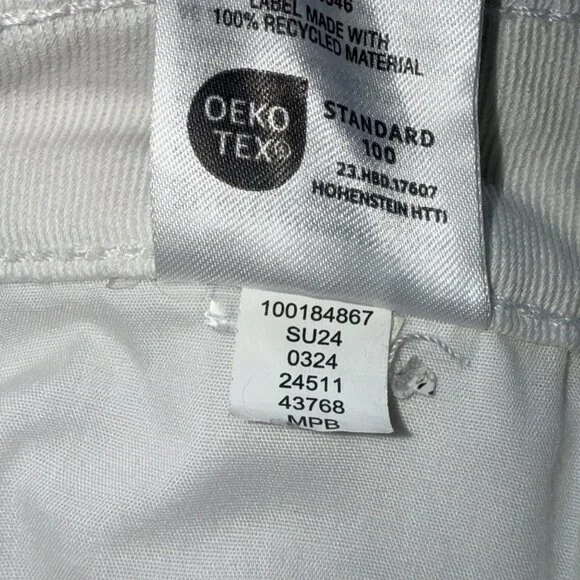 LABEL MADE WITH
100% RECYCLED MATERIAL
OEKO
TEX®
STANDARD
100
23.HBD.17607
HOHENSTEIN HTTI
100184867
SU24
0324
24511
43768
MPB